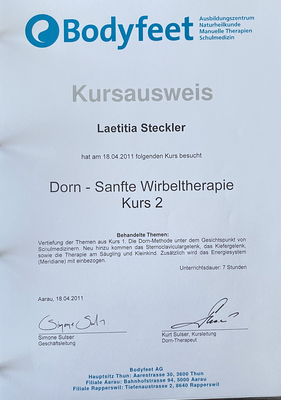 Bodyfeet
Ausbildungszentrum
Naturheilkunde
Manuelle Therapien
Schulmedizin
Kursausweis
Laetitia Steckler
hat am 18.04.2011 folgenden Kurs besucht
Dorn - Sanfte Wirbeltherapie
Kurs 2
Behandelte Themen:
Vertiefung der Themen aus Kurs 1. Die Dorn-Methode unter dem Gesichtspunkt von
Schulmedizinern. Neu hinzu kommen das Sternoclaviculargelenk, das Kiefergelenk,
sowie die Therapie am Säugling und Kleinkind. Zusätzlich wird das Energiesystem
(Meridiane) mit einbezogen.
Unterrichtsdauer: 7 Stunden
Aarau, 18.04.2011
Simone Sulser
Geschäftsleitung
Kurt Sulser, Kursleitung
Dorn-Therapeut
Bodyfeet AG
Hauptsitz Thun: Aarestrasse 30, 3600 Thun
Filiale Aarau: Bahnhofstrasse 94, 5000 Aarau
Filiale Rapperswil: Tiefenaustrasse 2, 8640 Rapperswil